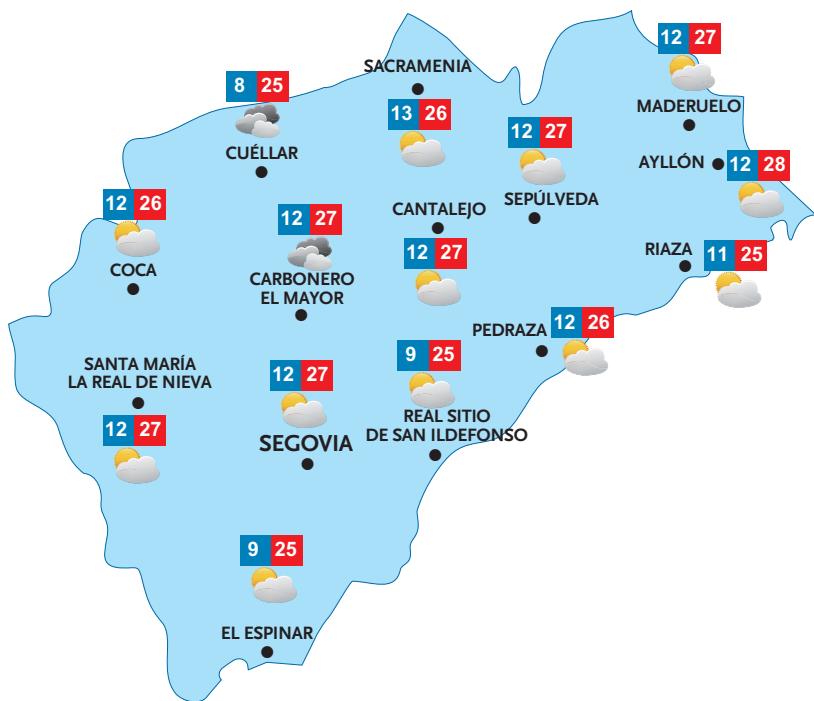 12 27
MADERUELO
SACRAMENIA
13 26
8 25
CUÉLLAR
12 27
SEPÚLVEDA
AYLLÓN
12 28
12 26
COCA
12 27
CARBONERO
EL MAYOR
CANTALEJO
12 27
RIAZA
11 25
PEDRAZA
12 26
SANTA MARÍA
LA REAL DE NIEVA
12 27
12 27
SEGOVIA
9 25
REAL SITIO
DE SAN ILDEFONSO
9 25
EL ESPINAR